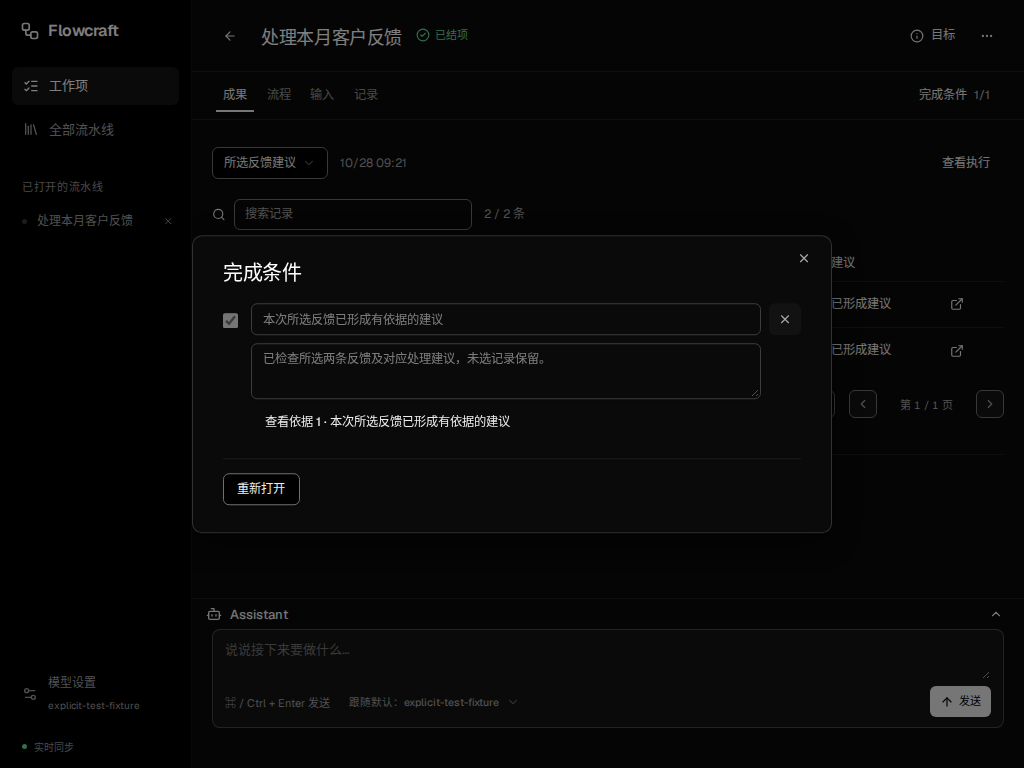 Flowcraft
工作项
全部流水线
已打开的流水线
处理本月客户反馈
模型设置
explicit-test-fixture
实时同步
处理本月客户反馈 已结项
目标
成果 流程 输入 记录
完成条件 1/1
所选反馈建议 10/28 09:21
查看执行
搜索记录 2 / 2 条
建议
已形成建议
已形成建议
第 1 / 1 页
完成条件
本次所选反馈已形成有依据的建议
已检查所选两条反馈及对应处理建议，未选记录保留。
查看依据 1 · 本次所选反馈已形成有依据的建议
重新打开
Assistant
说说接下来要做什么…
⌘ / Ctrl + Enter 发送 跟随默认：explicit-test-fixture
发送